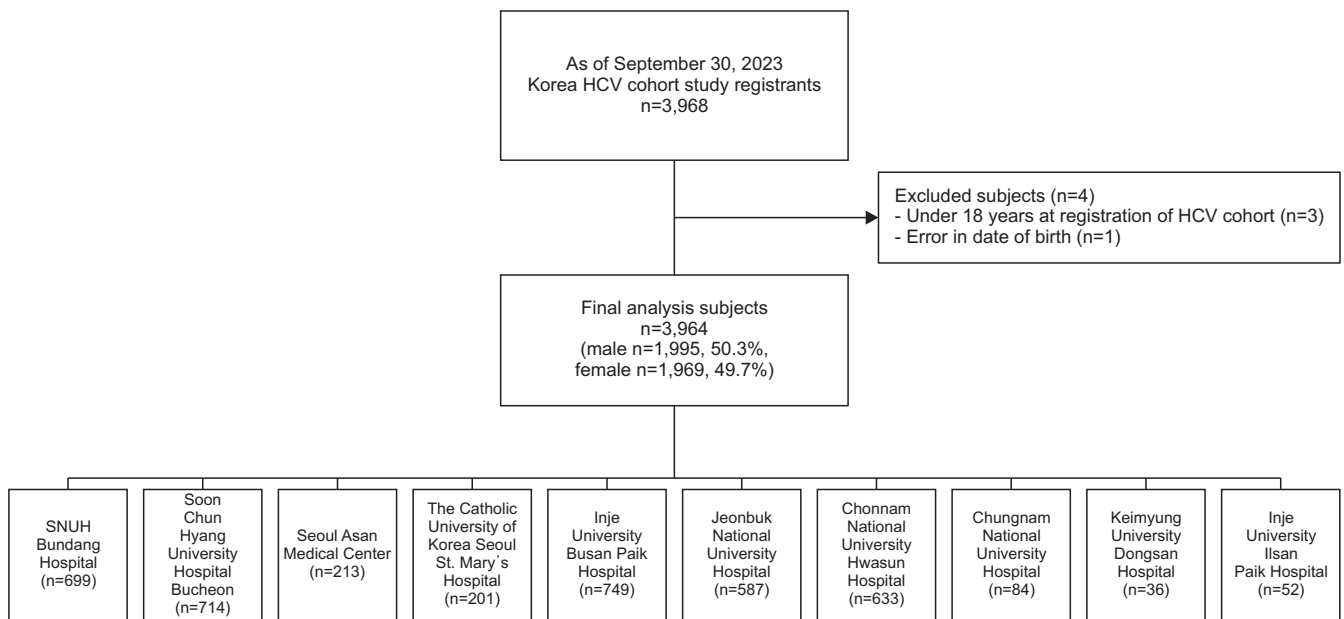 As of September 30, 2023
Korea HCV cohort study registrants
n=3,968
Excluded subjects (n=4)
- Under 18 years at registration of HCV cohort (n=3)
- Error in date of birth (n=1)
Final analysis subjects
n=3,964
(male n=1,995, 50.3%,
female n=1,969, 49.7%)
SNUH
Bundang
Hospital
(n=699)
Soon
Chun
Hyang
University
Hospital
Bucheon
(n=714)
Seoul Asan
Medical Center
(n=213)
The Catholic
University of
Korea Seoul
St. Mary's
Hospital
(n=201)
Inje
University
Busan Paik
Hospital
(n=749)
Jeonbuk
National
University
Hospital
(n=587)
Chonnam
National
University
Hwasun
Hospital
(n=633)
Chungnam
National
University
Hospital
(n=84)
Keimyung
University
Dongsan
Hospital
(n=36)
Inje
University
Ilsan
Paik Hospital
(n=52)